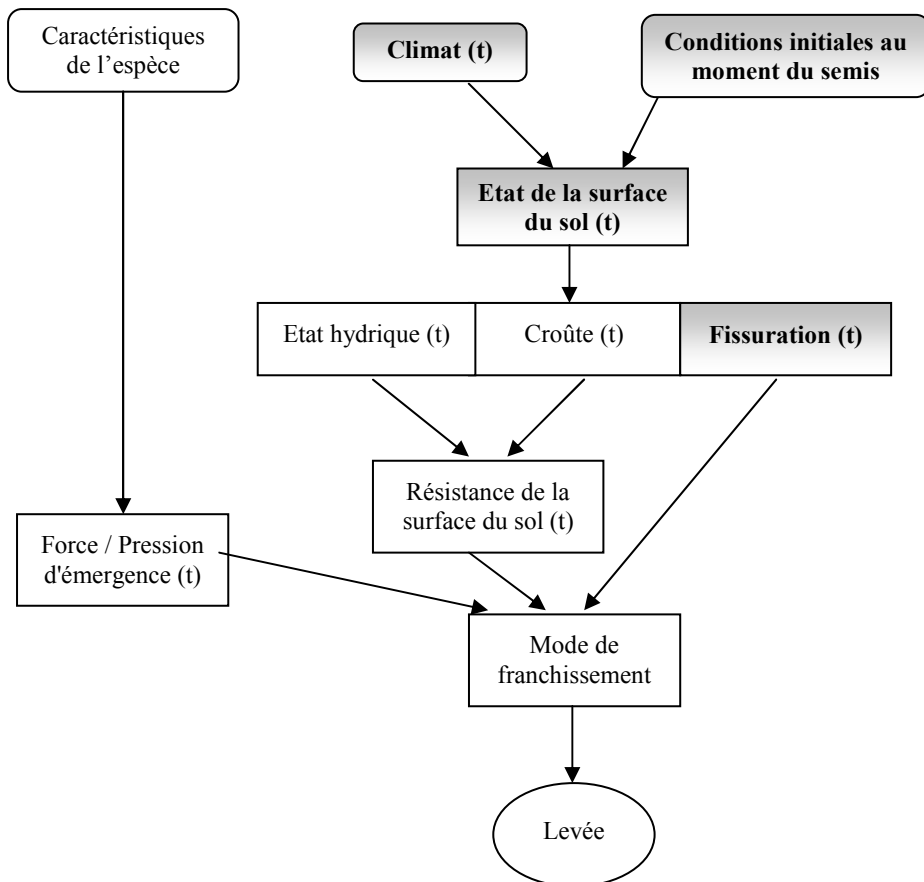 Caractéristiques
de l’espèce
Climat (t)
Conditions initiales au
moment du semis
Etat de la surface
du sol (t)
Etat hydrique (t)
Croûte (t)
Fissuration (t)
Résistance de la
surface du sol (t)
Force / Pression
d'émergence (t)
Mode de
franchissement
Levée